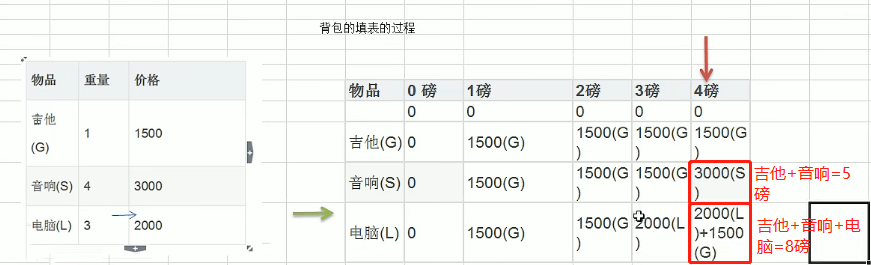 背包的填表的过程
物品 重量 价格
吉他
(G) 1 1500
音响(S) 4 3000
电脑(L) 3 2000
物品 0 磅 1磅 2磅 3磅 4磅
0 0 0 0 0
吉他(G) 0 1500(G) 1500(G) 1500(G) 1500(G)
音响(S) 0 1500(G) 1500(G) 1500(G) 3000(S)
电脑(L) 0 1500(G) 1500(G) 2000(L) 2000(L)+1500(G)
吉他+音响=5
磅
吉他+音响+电
脑=8磅